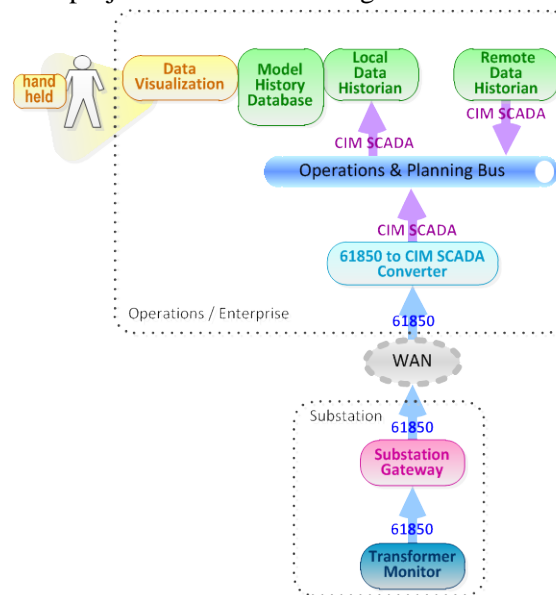 hand
held
Data
Visualization
Model
History
Database
Local
Data
Historian
Remote
Data
Historian
CIM SCADA
CIM SCADA
Operations & Planning Bus
CIM SCADA
61850 to CIM SCADA
Converter
Operations / Enterprise
61850
WAN
Substation
61850
Substation
Gateway
61850
Transformer
Monitor